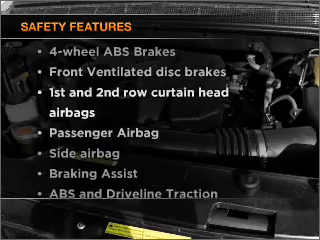 SAFETY FEATURES
• 4-wheel ABS Brakes
• Front Ventilated disc brakes
• 1st and 2nd row curtain head
airbags
• Passenger Airbag
• Side airbag
• Braking Assist
• ABS and Driveline Traction